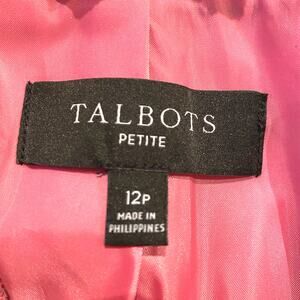 TALBOTS
PETITE
12P
MADE IN
PHILIPPINES